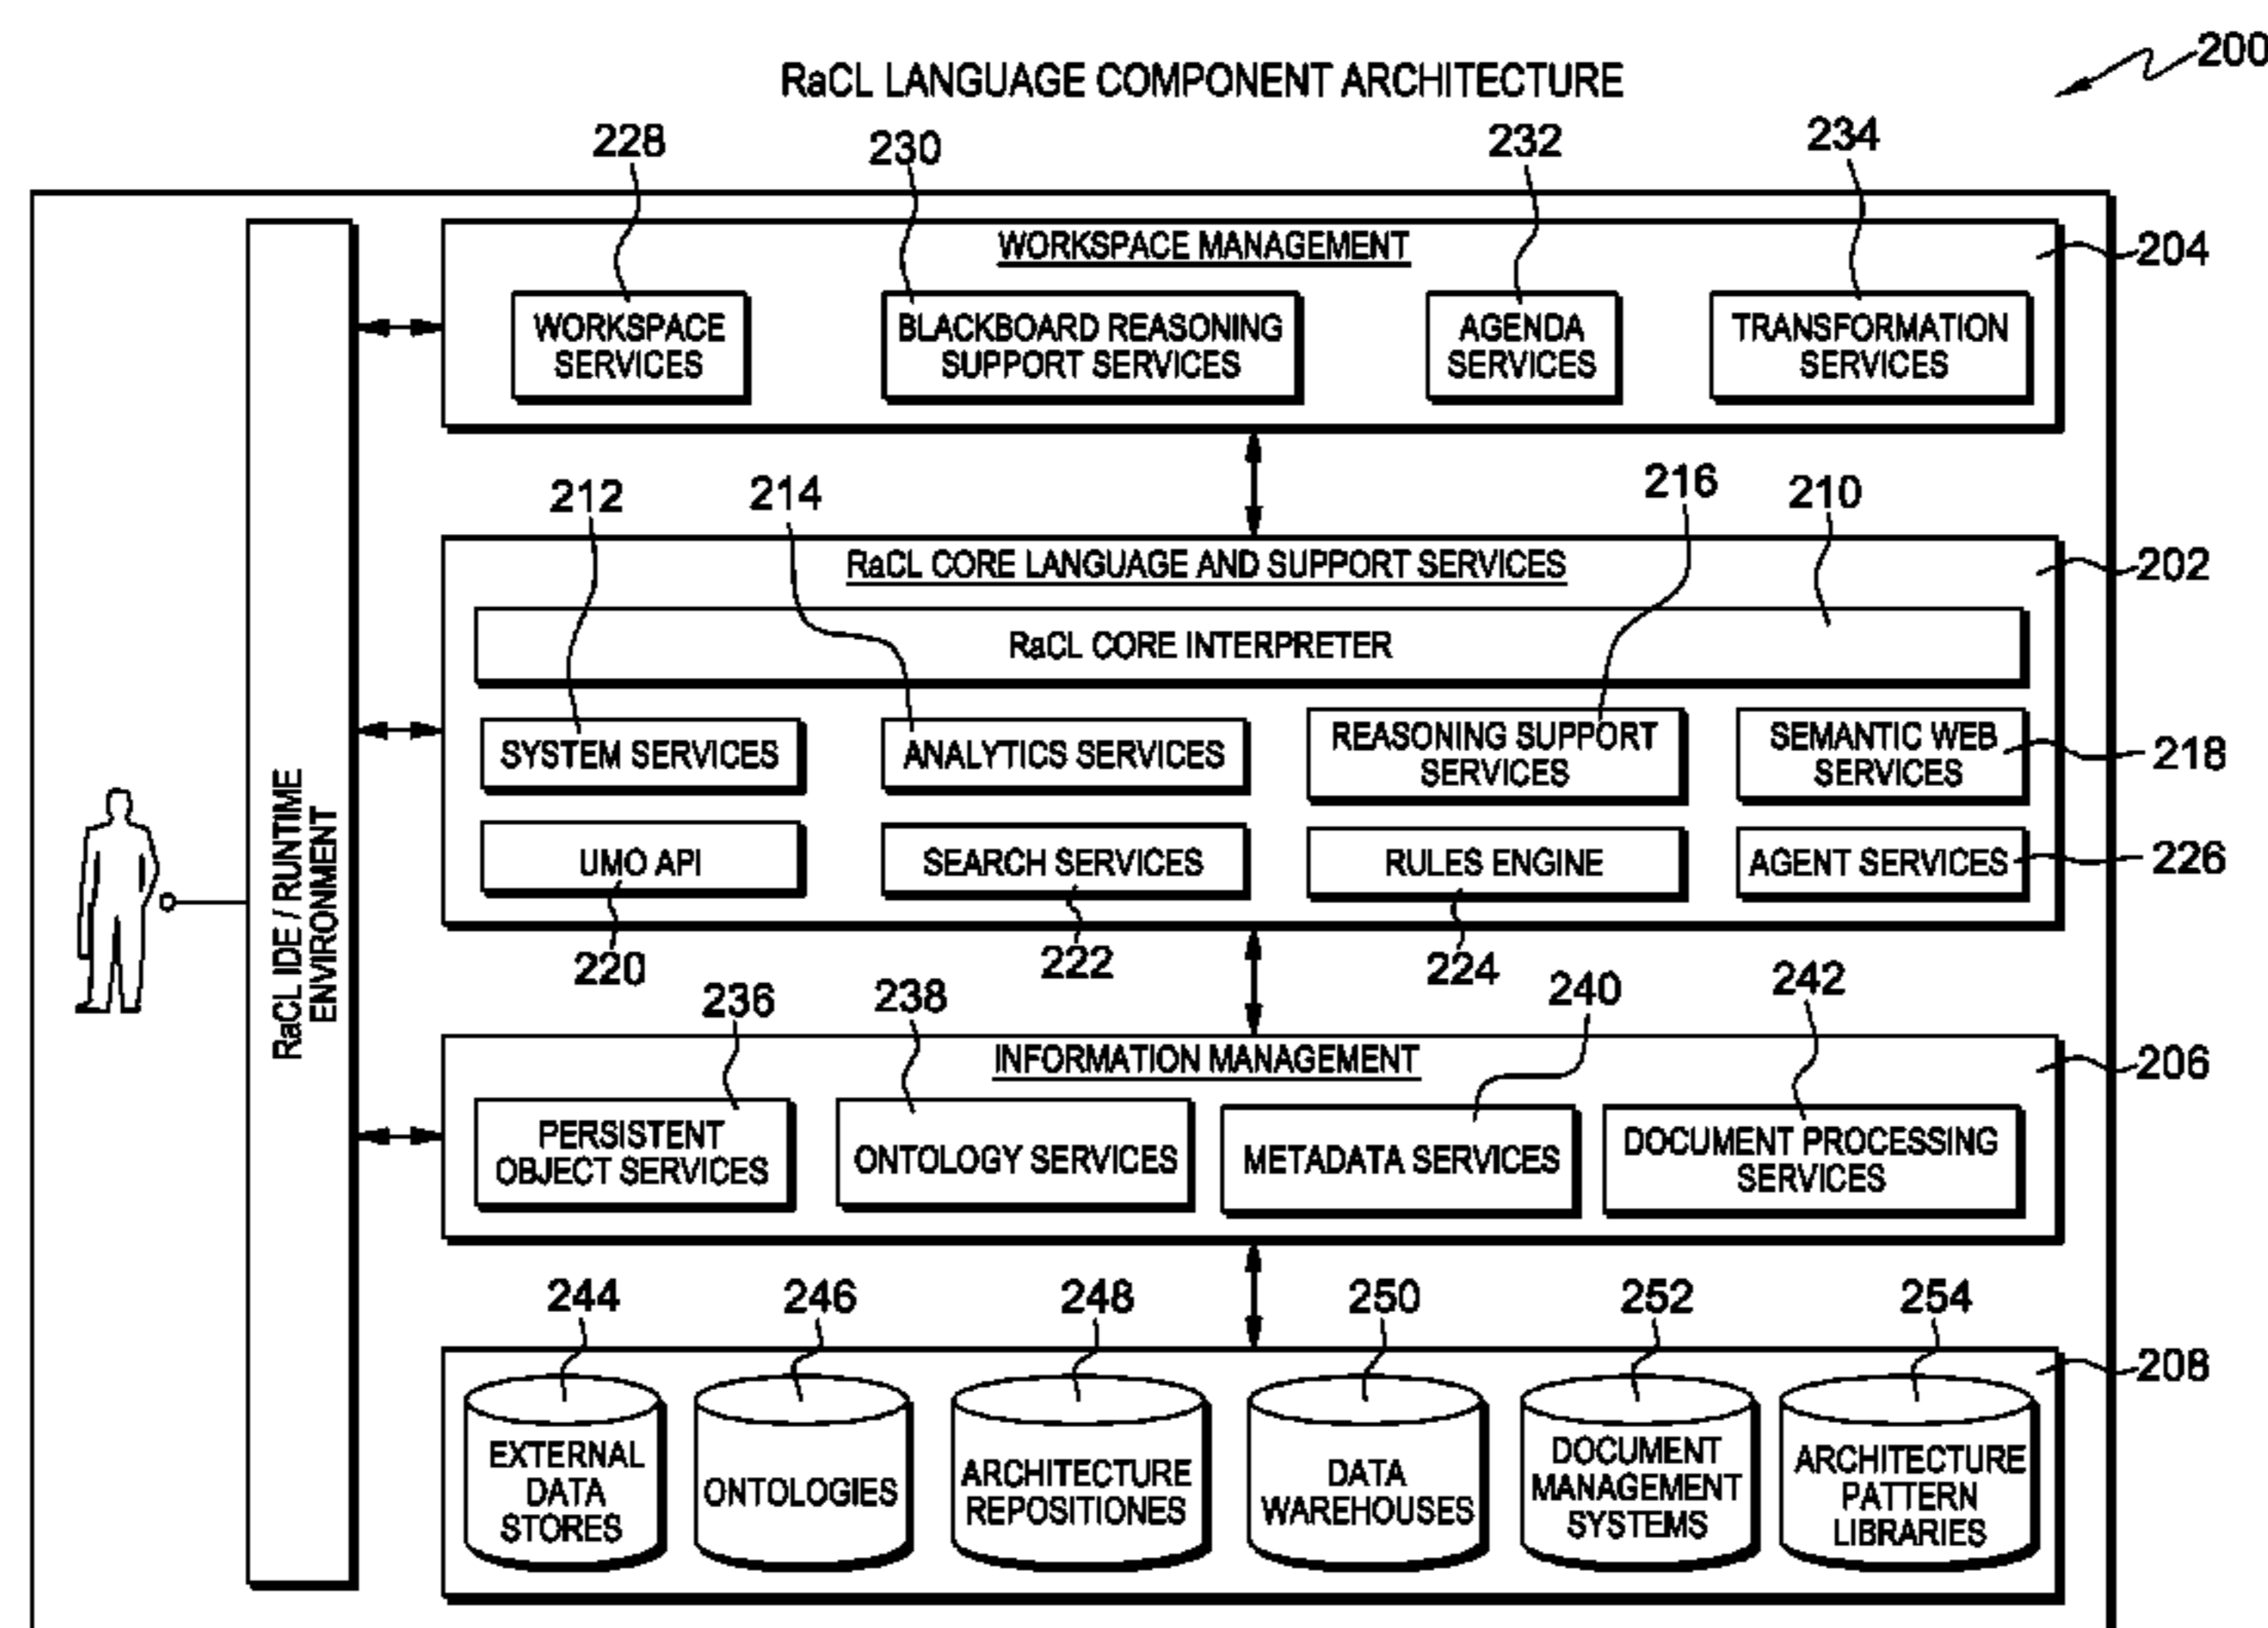 200
RaCL LANGUAGE COMPONENT ARCHITECTURE
228
230
232
234
WORKSPACE MANAGEMENT
204
WORKSPACE
SERVICES
BLACKBOARD REASONING
SUPPORT SERVICES
AGENDA
SERVICES
TRANSFORMATION
SERVICES
212
214
216
210
RaCL CORE LANGUAGE AND SUPPORT SERVICES
202
RaCL CORE INTERPRETER
SYSTEM SERVICES
ANALYTICS SERVICES
REASONING SUPPORT
SERVICES
SEMANTIC WEB
SERVICES
218
UMO API
SEARCH SERVICES
RULES ENGINE
AGENT SERVICES
226
220
222
224
RaCL IDE / RUNTIME
ENVIRONMENT
236
238
240
242
INFORMATION MANAGEMENT
206
PERSISTENT
OBJECT SERVICES
ONTOLOGY SERVICES
METADATA SERVICES
DOCUMENT PROCESSING
SERVICES
244
246
248
250
252
254
208
EXTERNAL
DATA
STORES
ONTOLOGIES
ARCHITECTURE
REPOSITIONES
DATA
WAREHOUSES
DOCUMENT
MANAGEMENT
SYSTEMS
ARCHITECTURE
PATTERN
LIBRARIES